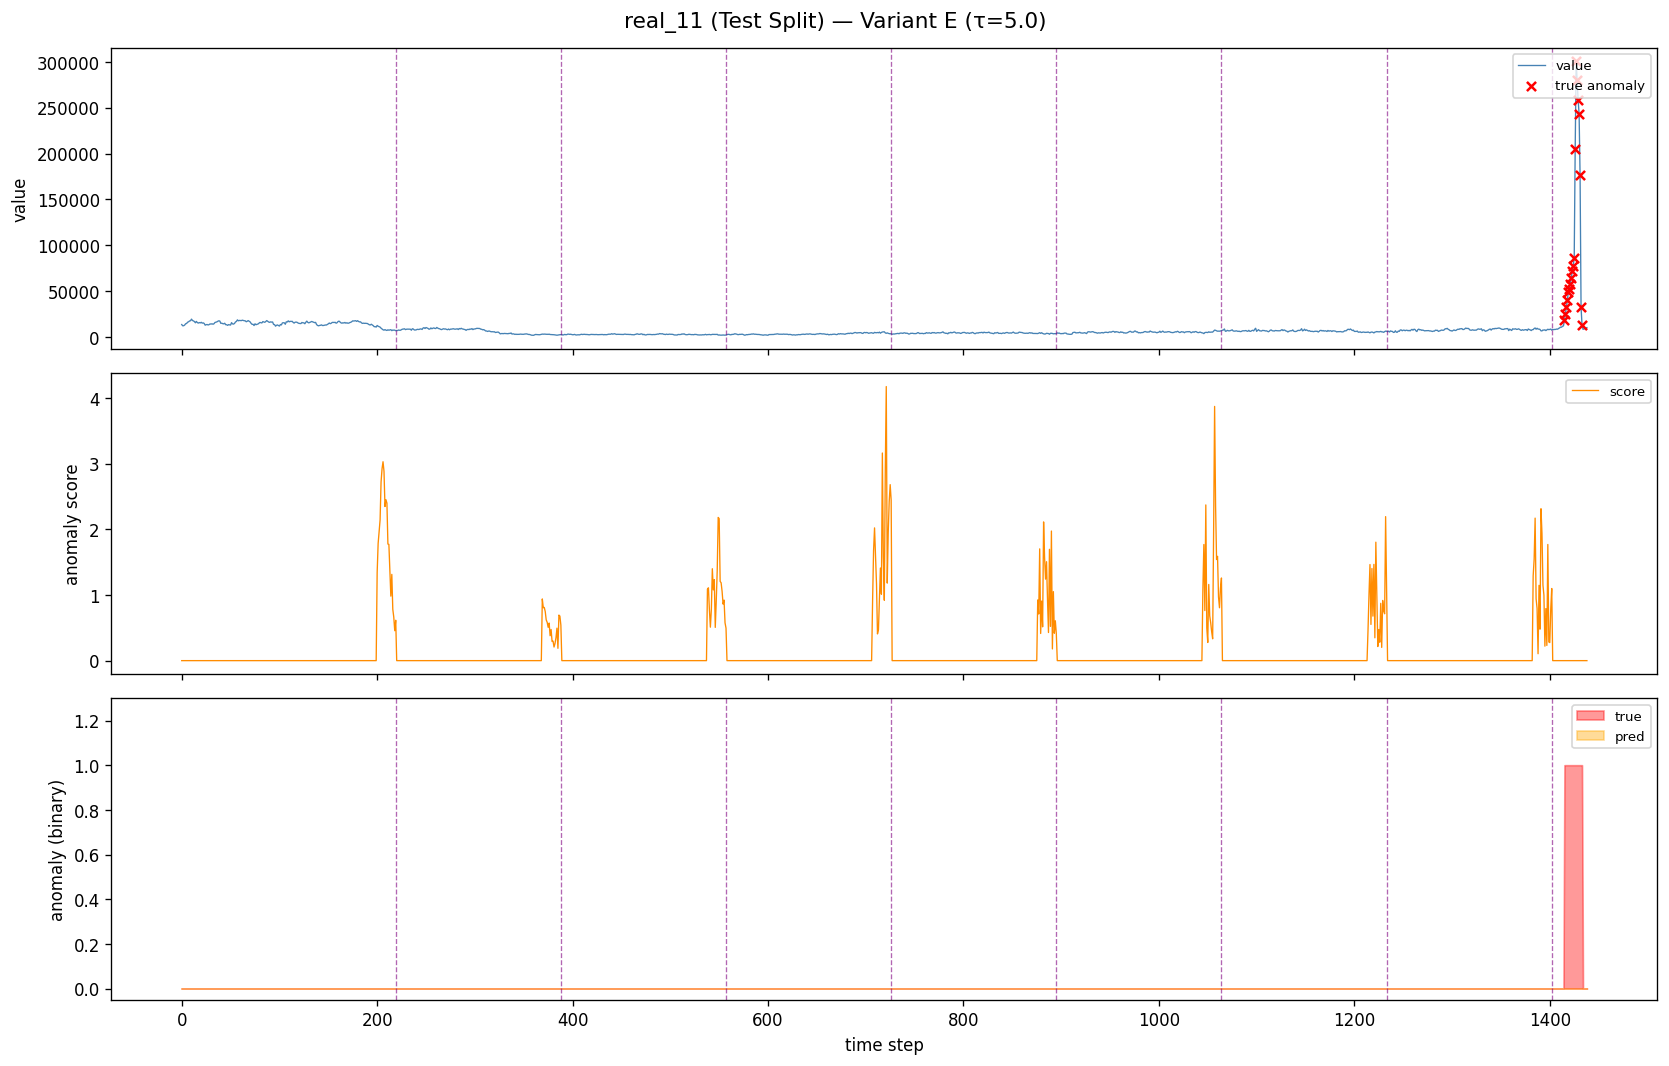 real_11 (Test Split) — Variant E (τ=5.0)
300000
250000
200000
150000
100000
50000
0
value
value
true anomaly
4
3
2
1
0
anomaly score
score
1.2
1.0
0.8
0.6
0.4
0.2
0.0
anomaly (binary)
true
pred
0
200
400
600
800
1000
1200
1400
time step